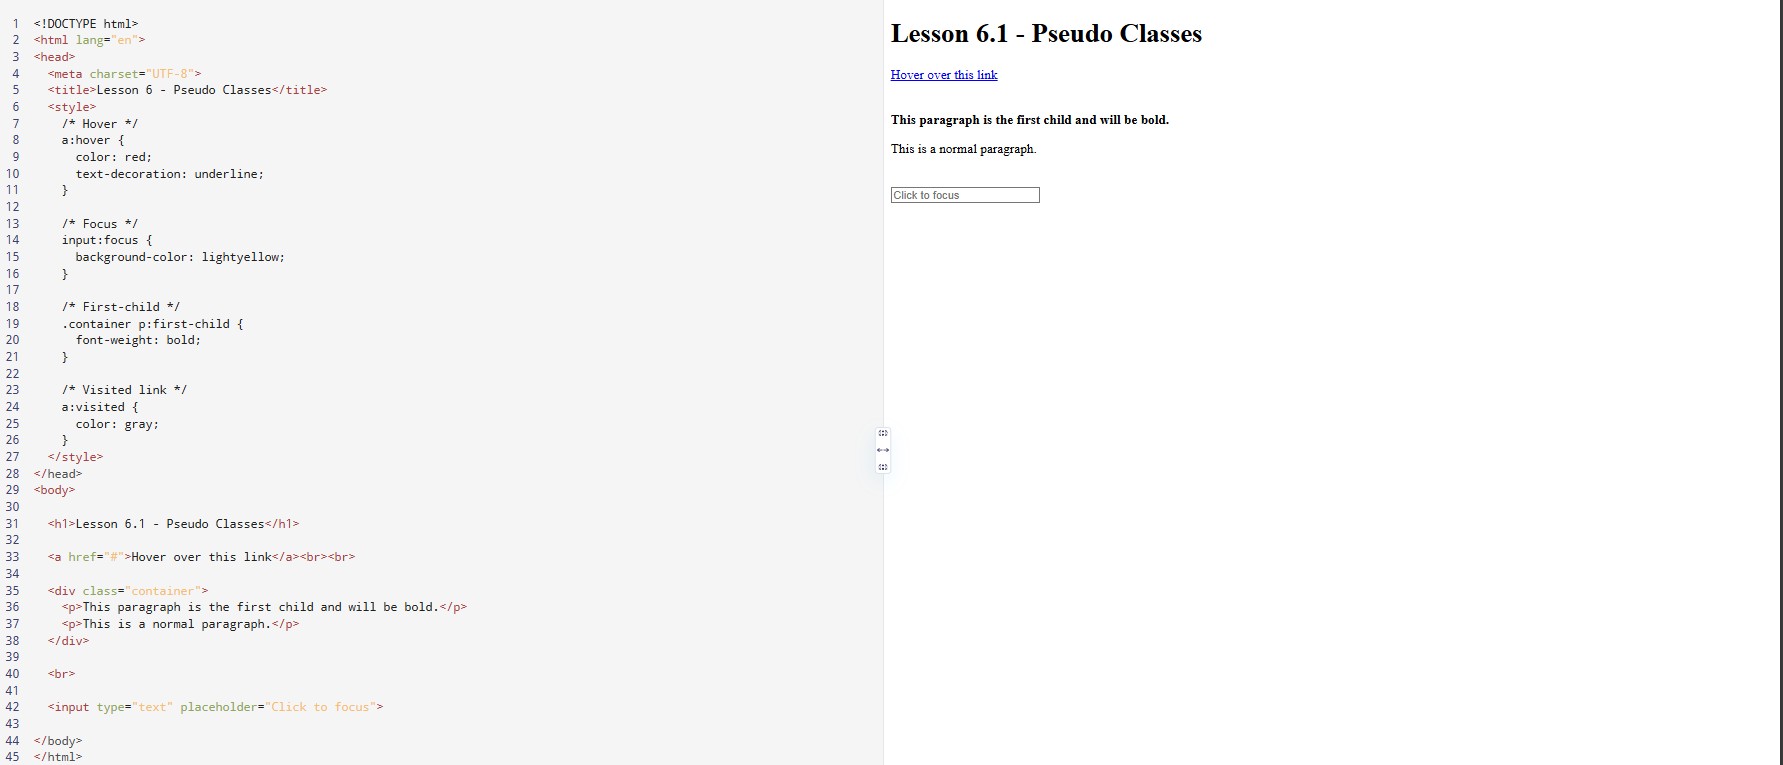 1 <!DOCTYPE html>
2 <html lang="en">
3 <head>
4   <meta charset="UTF-8">
5   <title>Lesson 6 - Pseudo Classes</title>
6   <style>
7     /* Hover */
8     a:hover {
9       color: red;
10       text-decoration: underline;
11     }
12
13     /* Focus */
14     input:focus {
15       background-color: lightyellow;
16     }
17
18     /* First-child */
19     .container p:first-child {
20       font-weight: bold;
21     }
22
23     /* Visited link */
24     a:visited {
25       color: gray;
26     }
27   </style>
28 </head>
29 <body>
30
31   <h1>Lesson 6.1 - Pseudo Classes</h1>
32
33   <a href="#">Hover over this link</a><br><br>
34
35   <div class="container">
36     <p>This paragraph is the first child and will be bold.</p>
37     <p>This is a normal paragraph.</p>
38   </div>
39
40   <br>
41
42   <input type="text" placeholder="Click to focus">
43
44 </body>
45 </html>
Lesson 6.1 - Pseudo Classes
Hover over this link
This paragraph is the first child and will be bold.
This is a normal paragraph.
Click to focus